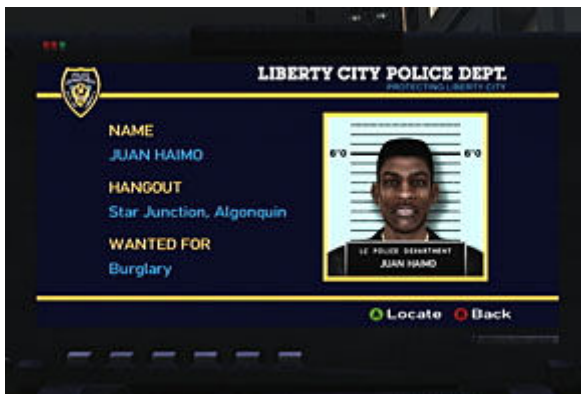 LIBERTY CITY POLICE DEPT.
PROTECTING LIBERTY CITY
NAME
JUAN HAIMO
HANGOUT
Star Junction, Algonquin
WANTED FOR
Burglary
6'0 6'0
LC POLICE DEPARTMENT
JUAN HAIMO
A Locate B Back